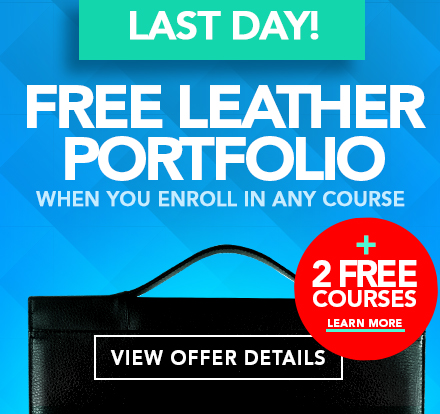 LAST DAY!
FREE LEATHER
PORTFOLIO
WHEN YOU ENROLL IN ANY COURSE
+
2 FREE
COURSES
LEARN MORE
VIEW OFFER DETAILS